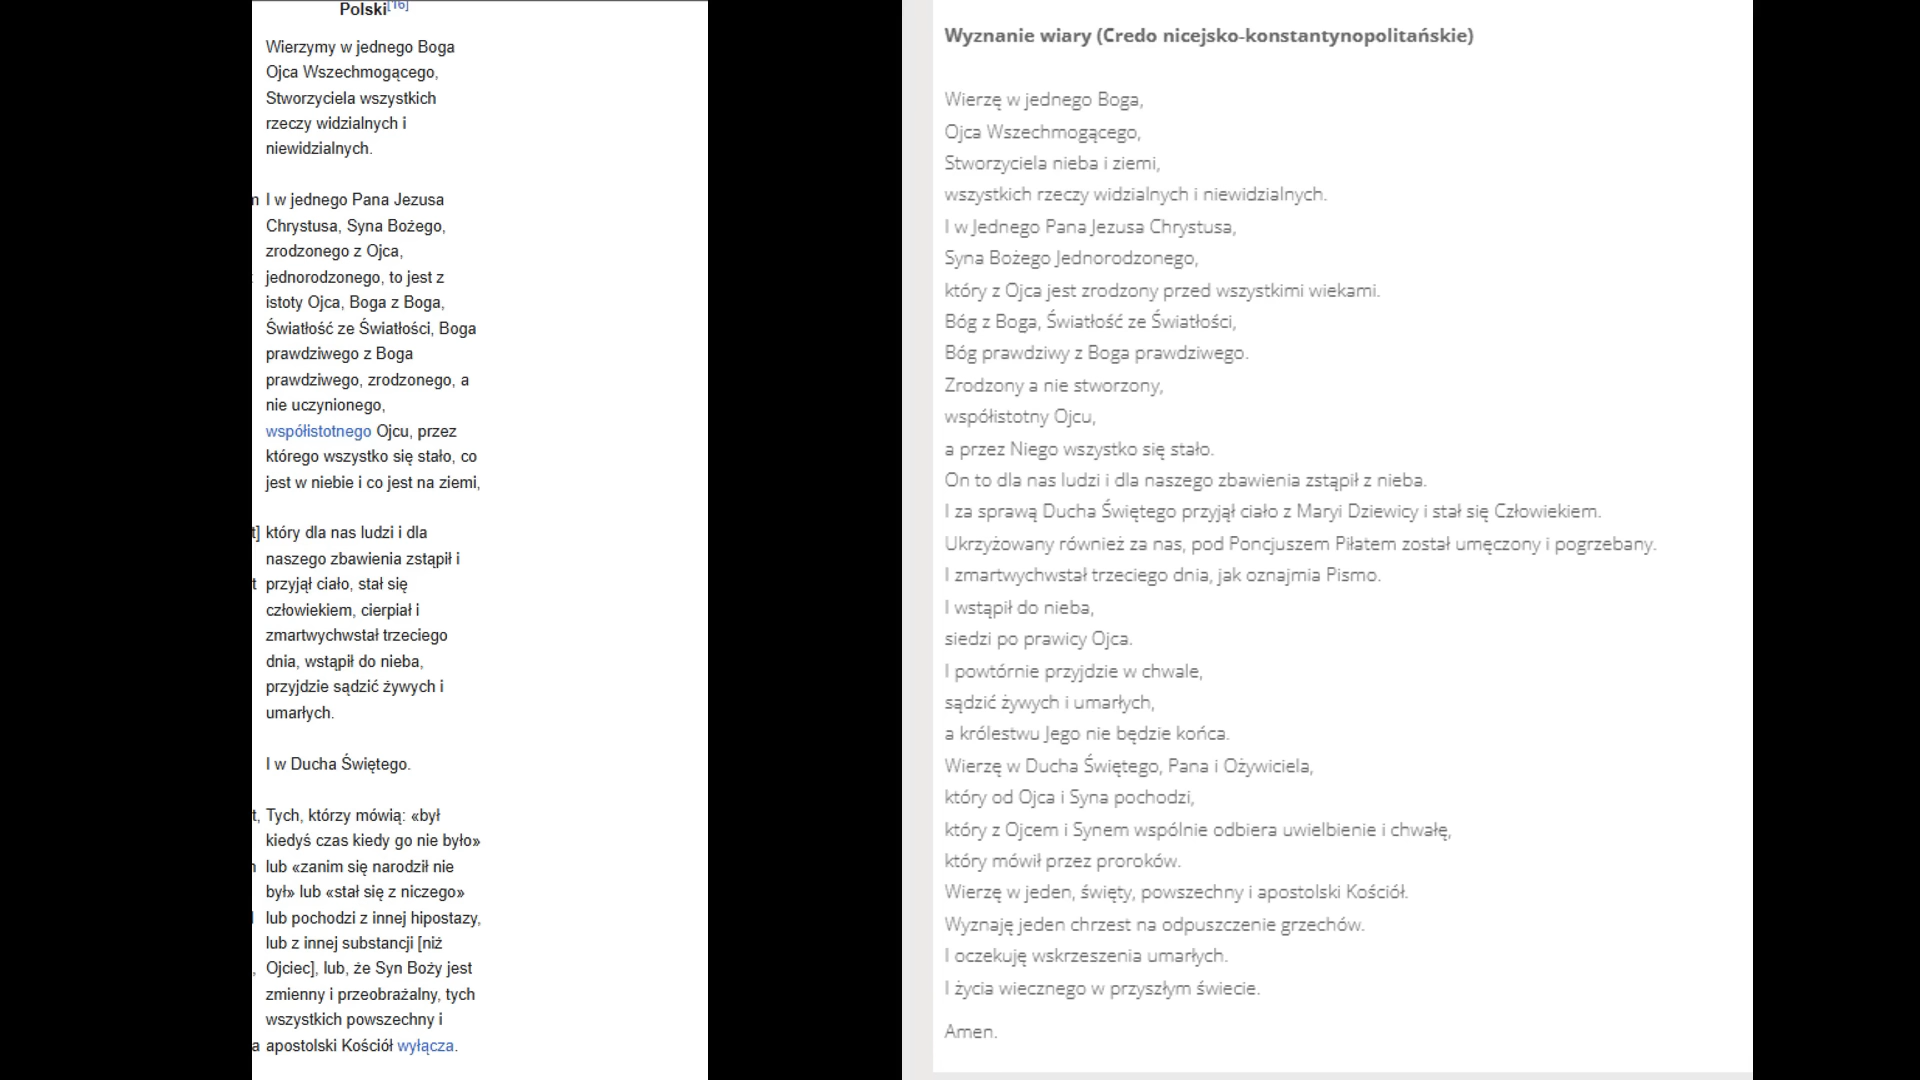 Polski[16]
Wierzymy w jednego Boga
Ojca Wszechmogącego,
Stworzyciela wszystkich
rzeczy widzialnych i
niewidzialnych.
I w jednego Pana Jezusa
Chrystusa, Syna Bożego,
zrodzonego z Ojca,
jednorodzonego, to jest z
istoty Ojca, Boga z Boga,
Światłość ze Światłości, Boga
prawdziwego z Boga
prawdziwego, zrodzonego, a
nie uczynionego,
współistotnego Ojcu, przez
którego wszystko się stało, co
jest w niebie i co jest na ziemi,
który dla nas ludzi i dla
naszego zbawienia zstąpił i
przyjął ciało, stał się
człowiekiem, cierpiał i
zmartwychwstał trzeciego
dnia, wstąpił do nieba,
przyjdzie sądzić żywych i
umarłych.
I w Ducha Świętego.
Tych, którzy mówią: «był
kiedyś czas kiedy go nie było»
lub «zanim się narodził nie
był» lub «stał się z niczego»
lub pochodzi z innej hipostazy,
lub z innej substancji [niż
Ojciec], lub, że Syn Boży jest
zmienny i przeobrażalny, tych
wszystkich powszechny i
apostolski Kościół wyłącza.
Wyznanie wiary (Credo nicejsko-konstantynopolitańskie)
Wierzę w jednego Boga,
Ojca Wszechmogącego,
Stworzyciela nieba i ziemi,
wszystkich rzeczy widzialnych i niewidzialnych.
I w Jednego Pana Jezusa Chrystusa,
Syna Bożego Jednorodzonego,
który z Ojca jest zrodzony przed wszystkimi wiekami.
Bóg z Boga, Światłość ze Światłości,
Bóg prawdziwy z Boga prawdziwego.
Zrodzony a nie stworzony,
współistotny Ojcu,
a przez Niego wszystko się stało.
On to dla nas ludzi i dla naszego zbawienia zstąpił z nieba.
I za sprawą Ducha Świętego przyjął ciało z Maryi Dziewicy i stał się Człowiekiem.
Ukrzyżowany również za nas, pod Poncjuszem Piłatem został umęczony i pogrzebany.
I zmartwychwstał trzeciego dnia, jak oznajmia Pismo.
I wstąpił do nieba,
siedzi po prawicy Ojca.
I powtórnie przyjdzie w chwale,
sądzić żywych i umarłych,
a królestwu Jego nie będzie końca.
Wierzę w Ducha Świętego, Pana i Ożywiciela,
który od Ojca i Syna pochodzi,
który z Ojcem i Synem wspólnie odbiera uwielbienie i chwałę,
który mówił przez proroków.
Wierzę w jeden, święty, powszechny i apostolski Kościół.
Wyznaję jeden chrzest na odpuszczenie grzechów.
I oczekuję wskrzeszenia umarłych.
I życia wiecznego w przyszłym świecie.
Amen.